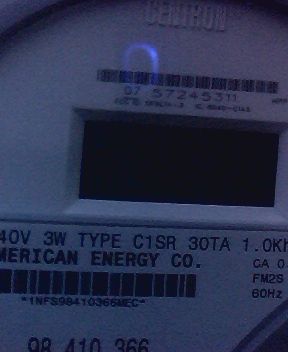 CENTRON
07 57245311
40V 3W TYPE C1SR 30TA 1.0Kh
MERICAN ENERGY CO.
CA 0.
FM2S
60Hz
*1NFS98410366MEC*
98 410 366